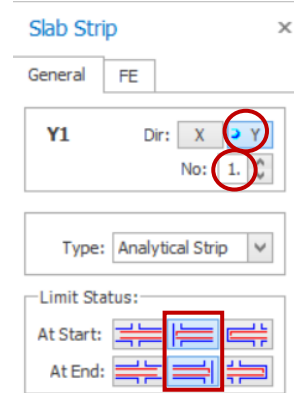 Slab Strip ×
General FE
Y1 Dir: X Y
No: 1.
Type: Analytical Strip
Limit Status:
At Start:
At End: